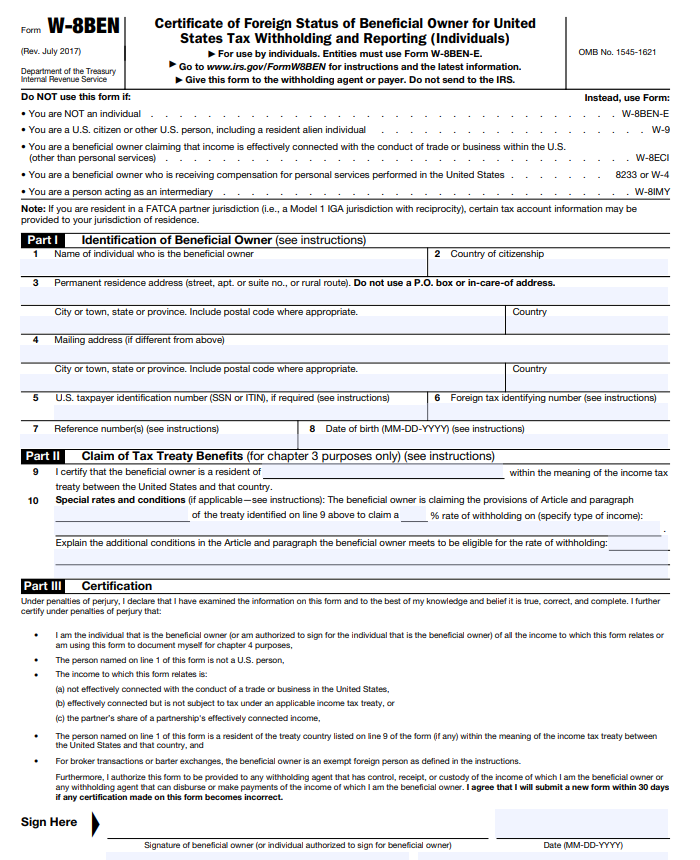 Form W-8BEN
(Rev. July 2017)
Department of the Treasury
Internal Revenue Service
Certificate of Foreign Status of Beneficial Owner for United
States Tax Withholding and Reporting (Individuals)
▶ For use by individuals. Entities must use Form W-8BEN-E.
▶ Go to www.irs.gov/FormW8BEN for instructions and the latest information.
▶ Give this form to the withholding agent or payer. Do not send to the IRS.
OMB No. 1545-1621
Do NOT use this form if: Instead, use Form:
• You are NOT an individual . . . . . . . . . . . . . . . . . . . . . . . . . . . . . . . . . W-8BEN-E
• You are a U.S. citizen or other U.S. person, including a resident alien individual . . . . . . . . . . . . . . . . . . . W-9
• You are a beneficial owner claiming that income is effectively connected with the conduct of trade or business within the U.S.
(other than personal services) . . . . . . . . . . . . . . . . . . . . . . . . . . . . . . . . . W-8ECI
• You are a beneficial owner who is receiving compensation for personal services performed in the United States . . . . . . . 8233 or W-4
• You are a person acting as an intermediary . . . . . . . . . . . . . . . . . . . . . . . . . . . . . W-8IMY
Note: If you are resident in a FATCA partner jurisdiction (i.e., a Model 1 IGA jurisdiction with reciprocity), certain tax account information may be
provided to your jurisdiction of residence.
Part I Identification of Beneficial Owner (see instructions)
1 Name of individual who is the beneficial owner
2 Country of citizenship
3 Permanent residence address (street, apt. or suite no., or rural route). Do not use a P.O. box or in-care-of address.
City or town, state or province. Include postal code where appropriate.
Country
4 Mailing address (if different from above)
City or town, state or province. Include postal code where appropriate.
Country
5 U.S. taxpayer identification number (SSN or ITIN), if required (see instructions)
6 Foreign tax identifying number (see instructions)
7 Reference number(s) (see instructions)
8 Date of birth (MM-DD-YYYY) (see instructions)
Part II Claim of Tax Treaty Benefits (for chapter 3 purposes only) (see instructions)
9 I certify that the beneficial owner is a resident of within the meaning of the income tax
treaty between the United States and that country.
10 Special rates and conditions (if applicable—see instructions): The beneficial owner is claiming the provisions of Article and paragraph
of the treaty identified on line 9 above to claim a % rate of withholding on (specify type of income):
.
Explain the additional conditions in the Article and paragraph the beneficial owner meets to be eligible for the rate of withholding:
Part III Certification
Under penalties of perjury, I declare that I have examined the information on this form and to the best of my knowledge and belief it is true, correct, and complete. I further
certify under penalties of perjury that:
• I am the individual that is the beneficial owner (or am authorized to sign for the individual that is the beneficial owner) of all the income to which this form relates or
am using this form to document myself for chapter 4 purposes,
• The person named on line 1 of this form is not a U.S. person,
• The income to which this form relates is:
(a) not effectively connected with the conduct of a trade or business in the United States,
(b) effectively connected but is not subject to tax under an applicable income tax treaty, or
(c) the partner's share of a partnership's effectively connected income,
• The person named on line 1 of this form is a resident of the treaty country listed on line 9 of the form (if any) within the meaning of the income tax treaty between
the United States and that country, and
• For broker transactions or barter exchanges, the beneficial owner is an exempt foreign person as defined in the instructions.
Furthermore, I authorize this form to be provided to any withholding agent that has control, receipt, or custody of the income of which I am the beneficial owner or
any withholding agent that can disburse or make payments of the income of which I am the beneficial owner. I agree that I will submit a new form within 30 days
if any certification made on this form becomes incorrect.
Sign Here
Signature of beneficial owner (or individual authorized to sign for beneficial owner)
Date (MM-DD-YYYY)